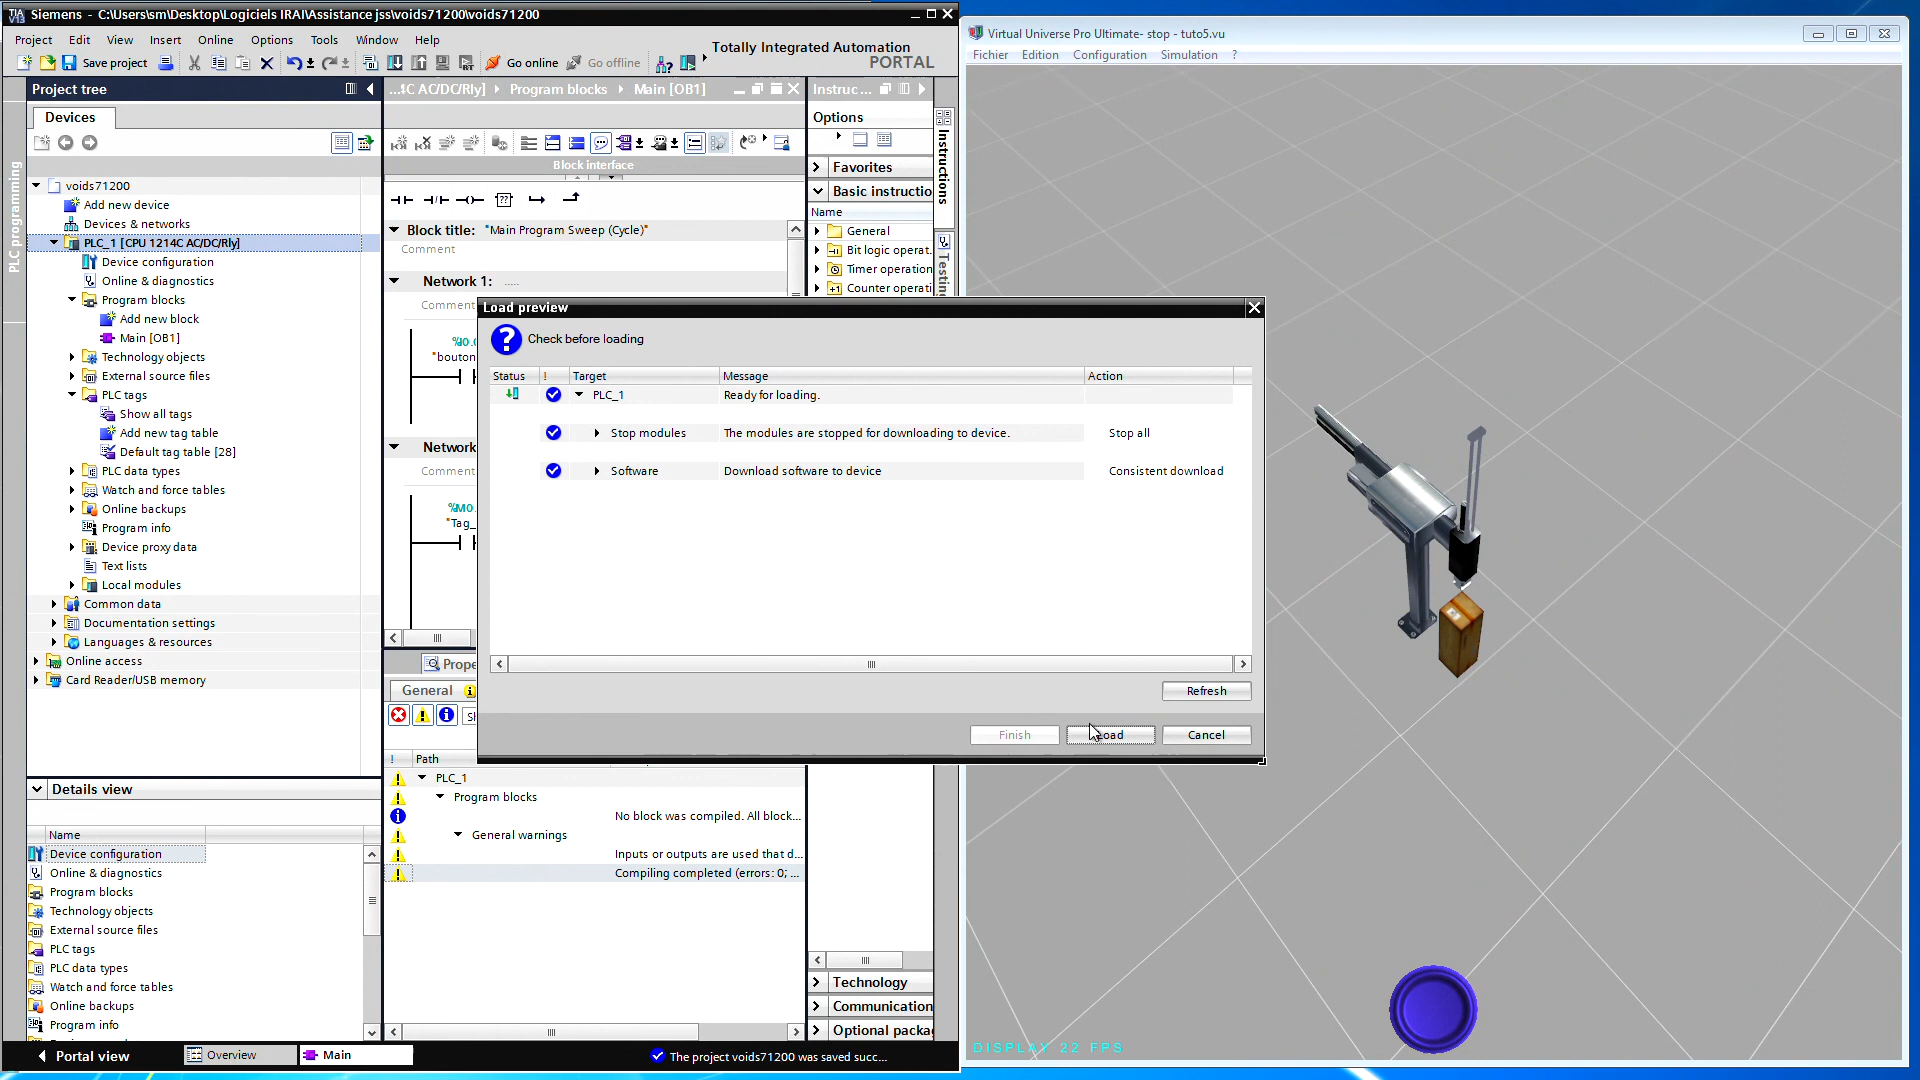 Siemens - C:\Users\sm\Desktop\Logiciels IRAI\Assistance jss\voids71200\voids71200
Project Edit View Insert Online Options Tools Window Help
Totally Integrated Automation
PORTAL
Save project
Go online
Go offline
Project tree
Devices
PLC programming
voids71200
Add new device
Devices & networks
PLC_1 [CPU 1214C AC/DC/Rly]
Device configuration
Online & diagnostics
Program blocks
Add new block
Main [OB1]
Technology objects
External source files
PLC tags
Show all tags
Add new tag table
Default tag table [28]
PLC data types
Watch and force tables
Online backups
Program info
Device proxy data
Text lists
Local modules
Common data
Documentation settings
Languages & resources
Online access
Card Reader/USB memory
Details view
Name
Device configuration
Online & diagnostics
Program blocks
Technology objects
External source files
PLC tags
PLC data types
Watch and force tables
Online backups
Program info
Portal view
Overview
Main
The project voids71200 was saved succ...
...4C AC/DC/Rly] Program blocks Main [OB1]
Block interface
Block title: "Main Program Sweep (Cycle)"
Comment
Network 1: .....
Comment
%I0.
"bouton
Network
Comment
%M0.
"Tag_
Prope
General
Path
PLC_1
Program blocks
No block was compiled. All block...
General warnings
Inputs or outputs are used that d...
Compiling completed (errors: 0; ...
Instruc...
Options
Favorites
Basic instructio
Name
General
Bit logic operat.
Timer operation
Counter operati
Technology
Communication
Optional packa
Instructions
Testing
Load preview
Check before loading
Status ! Target Message Action
PLC_1 Ready for loading.
Stop modules The modules are stopped for downloading to device. Stop all
Software Download software to device Consistent download
Refresh
Finish Load Cancel
Virtual Universe Pro Ultimate- stop - tuto5.vu
Fichier Edition Configuration Simulation ?
DISPLAY 22 FPS